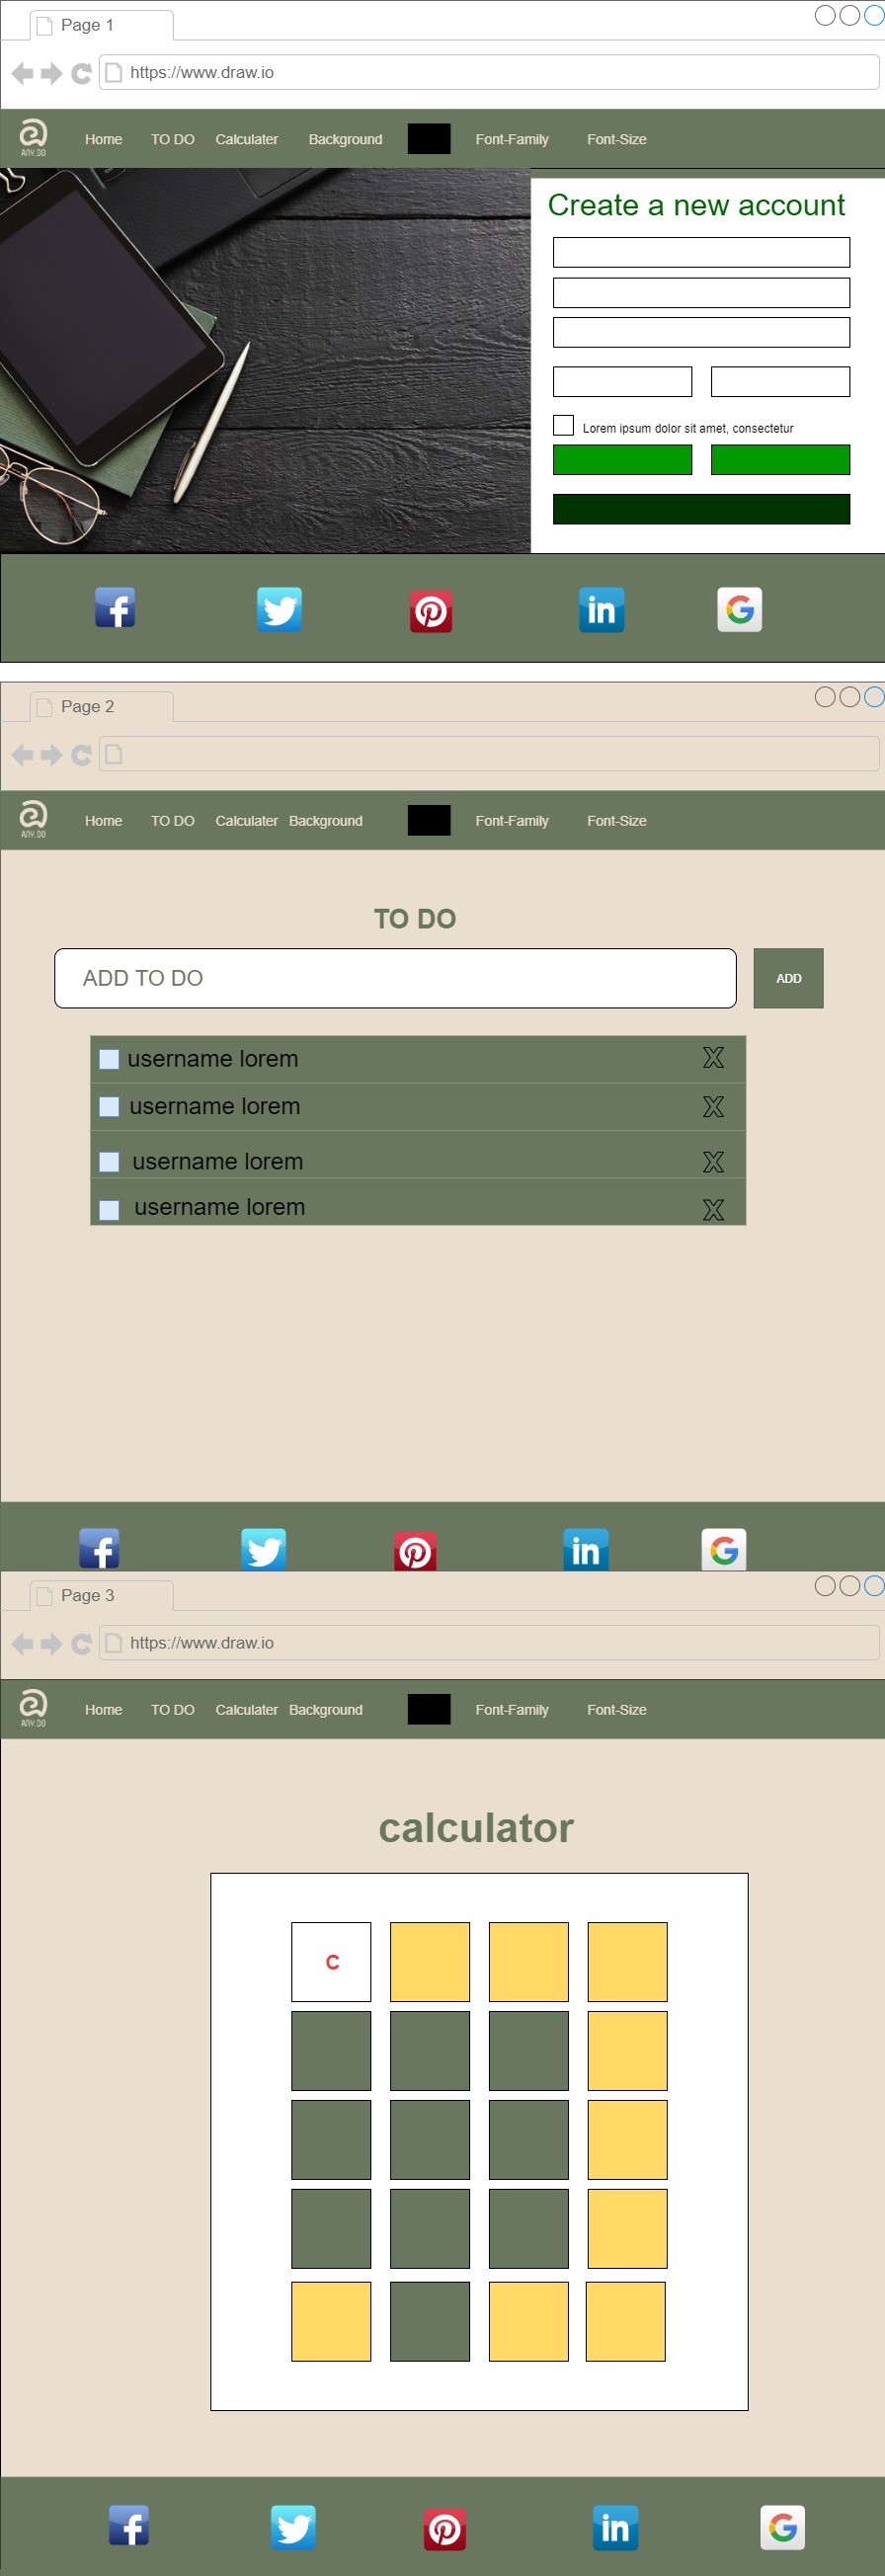 Page 1
https://www.draw.io
ANY.DO
Home TO DO Calculater Background Font-Family Font-Size
Create a new account
Lorem ipsum dolor sit amet, consectetur
f in G
Page 2
ANY.DO
Home TO DO Calculater Background Font-Family Font-Size
TO DO
ADD TO DO ADD
username lorem X
username lorem X
username lorem X
username lorem X
f in G
Page 3
https://www.draw.io
ANY.DO
Home TO DO Calculater Background Font-Family Font-Size
calculator
C
f in G